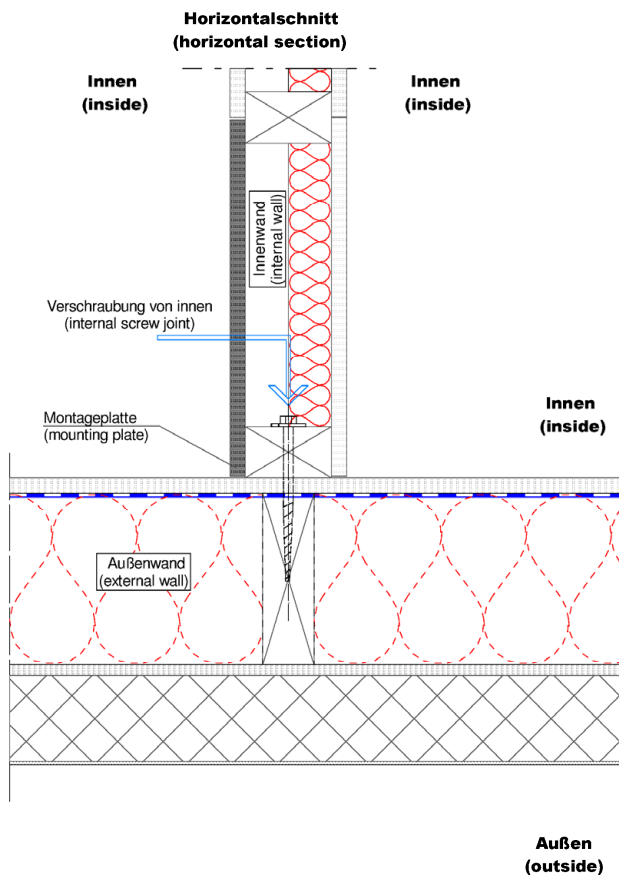 Horizontalschnitt
(horizontal section)
Innen
(inside)
Innen
(inside)
Innenwand
(internal wall)
Verschraubung von innen
(internal screw joint)
Montageplatte
(mounting plate)
Innen
(inside)
Außenwand
(external wall)
Außen
(outside)